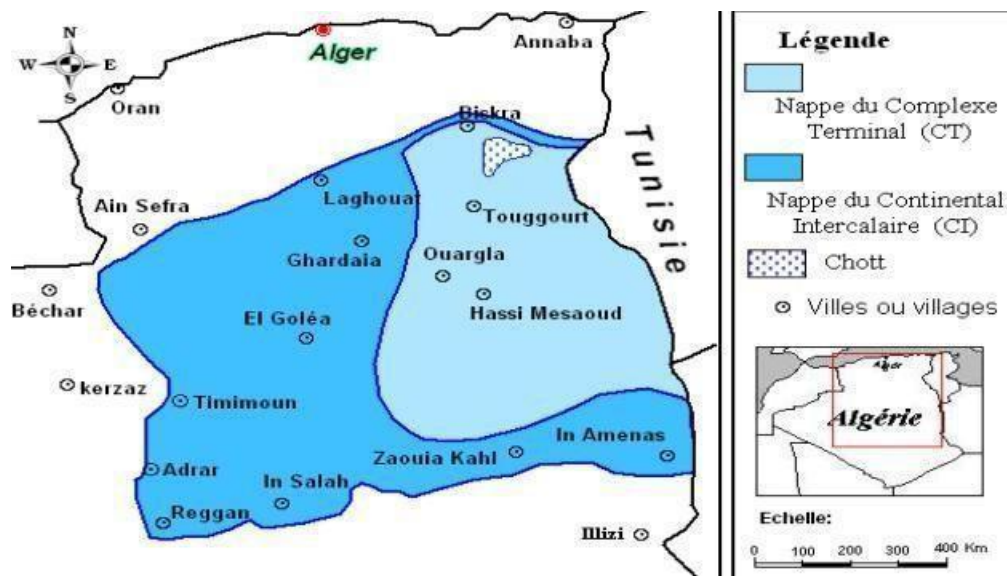 N
W E
S
Alger
Annaba
Oran
Biskra
Tunisie
Laghouat
Ain Sefra
Touggourt
Ghardaia
Ouargla
Béchar
Hassi Mesaoud
El Goléa
kerzaz
Timimoun
In Amenas
Zaouia Kahl
Adrar
In Salah
Reggan
Illizi
Légende
Nappe du Complexe
Terminal (CT)
Nappe du Continental
Intercalaire (CI)
Chott
Villes ou villages
Algér
Algérie
Echelle:
0 100 200 300 400 Km